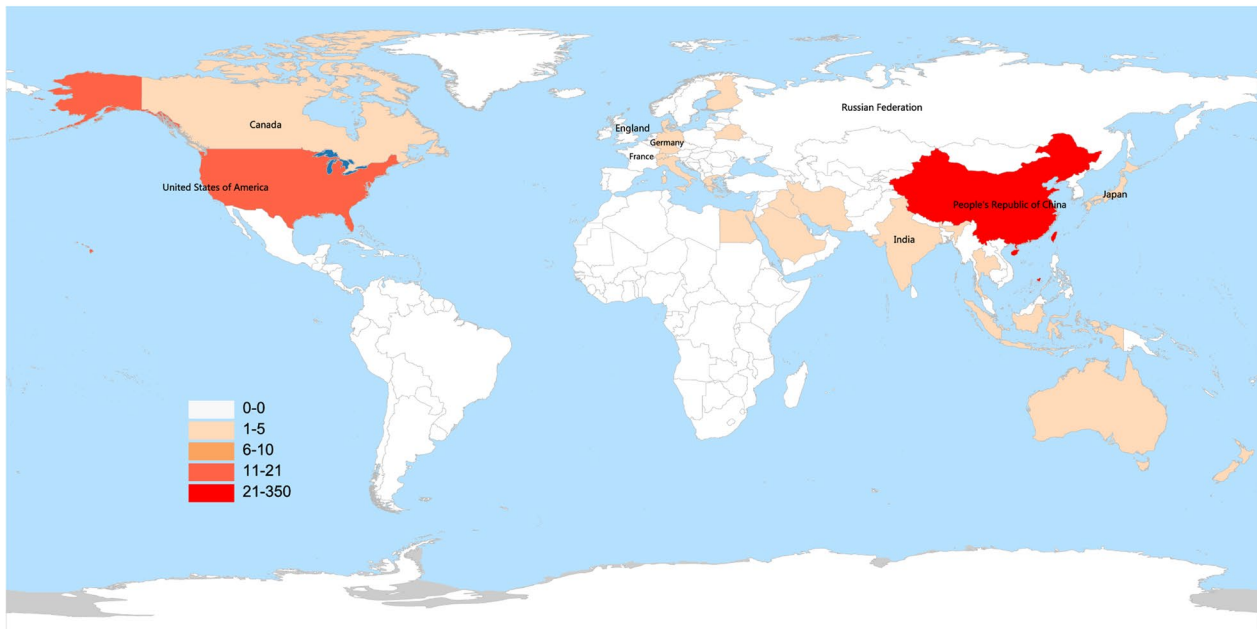 Russian Federation
Canada
England
Germany
France
United States of America
Japan
People's Republic of China
India
0-0
1-5
6-10
11-21
21-350